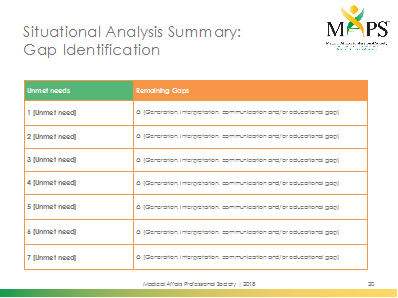 Situational Analysis Summary:
Gap Identification
MAPS
Unmet needs
Remaining Gaps
1 [Unmet need]
o [Generation, interpretation, communication and/or educational gap]
2 [Unmet need]
o [Generation, interpretation, communication and/or educational gap]
3 [Unmet need]
o [Generation, interpretation, communication and/or educational gap]
4 [Unmet need]
o [Generation, interpretation, communication and/or educational gap]
5 [Unmet need]
o [Generation, interpretation, communication and/or educational gap]
6 [Unmet need]
o [Generation, interpretation, communication and/or educational gap]
7 [Unmet need]
o [Generation, interpretation, communication and/or educational gap]
Medical Affairs Professional Society | 2018